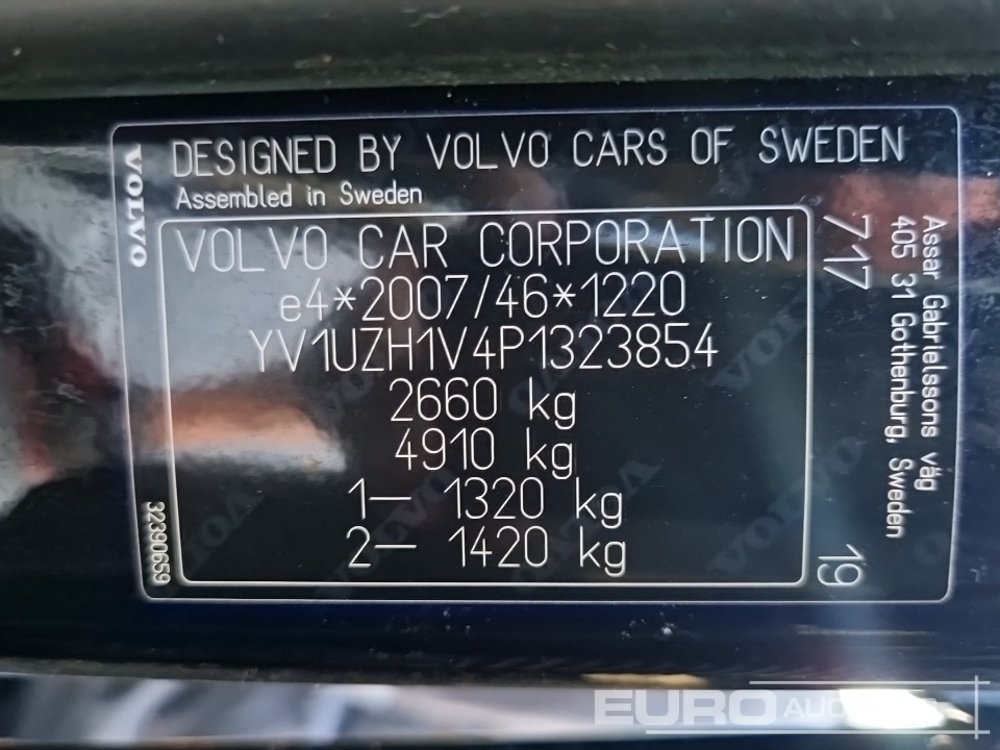 DESIGNED BY VOLVO CARS OF SWEDEN
Assembled in Sweden
VOLVO
VOLVO CAR CORPORATION
e4*2007/46*1220
YV1UZH1V4P1323854
2660 kg
4910 kg
1– 1320 kg
2– 1420 kg
717
19
Assar Gabrielssons väg
405 31 Gothenburg, Sweden
32390659
EURO AUCTIONS